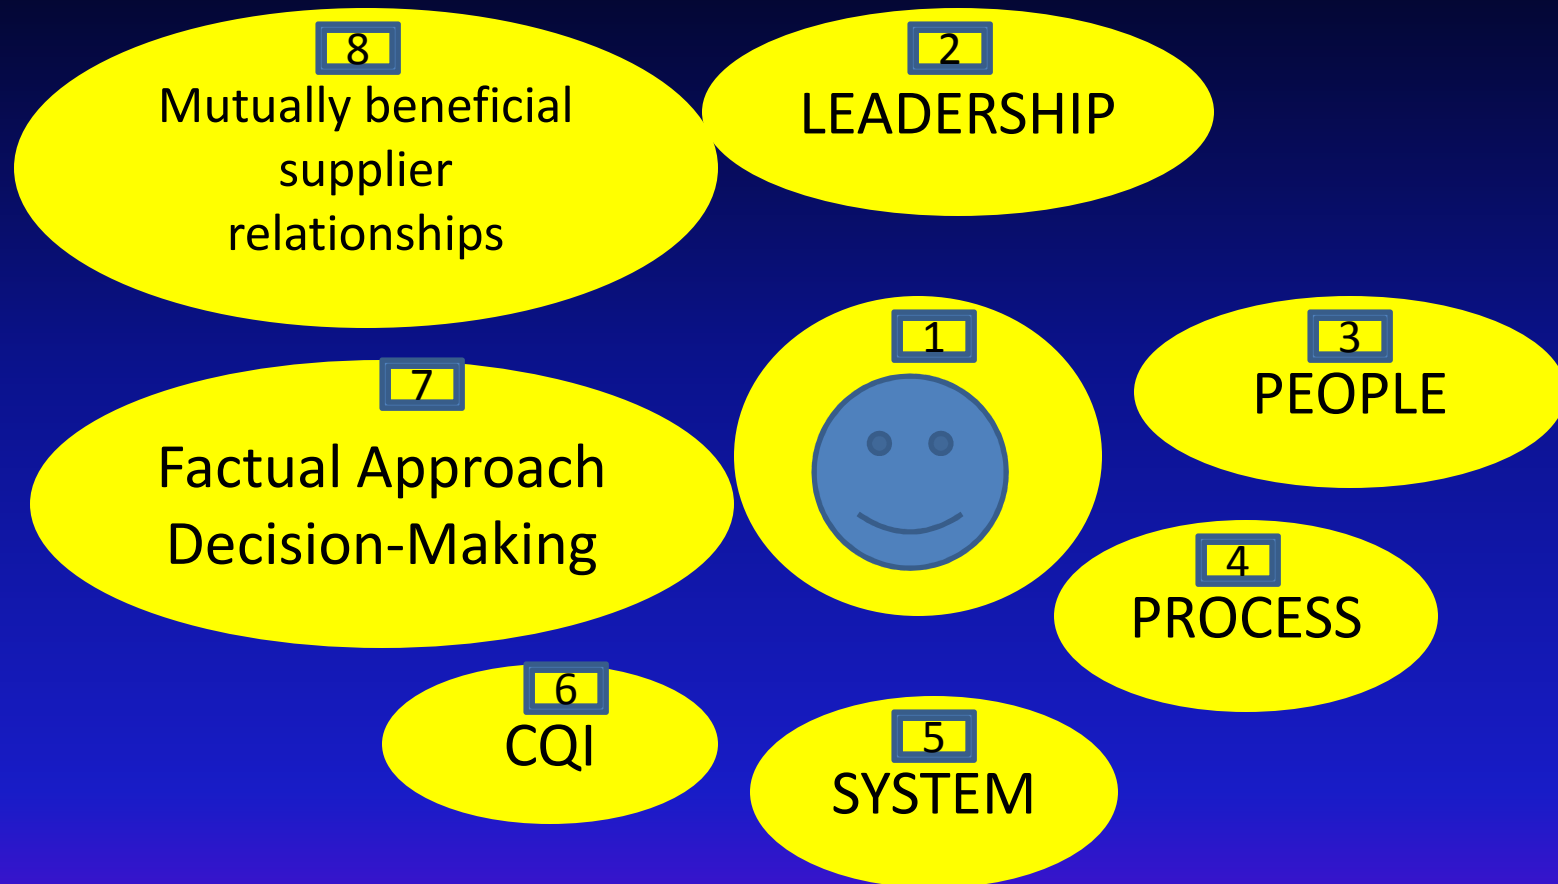 8
Mutually beneficial
supplier
relationships
2
LEADERSHIP
1
3
PEOPLE
7
Factual Approach
Decision-Making
4
PROCESS
6
CQI
5
SYSTEM